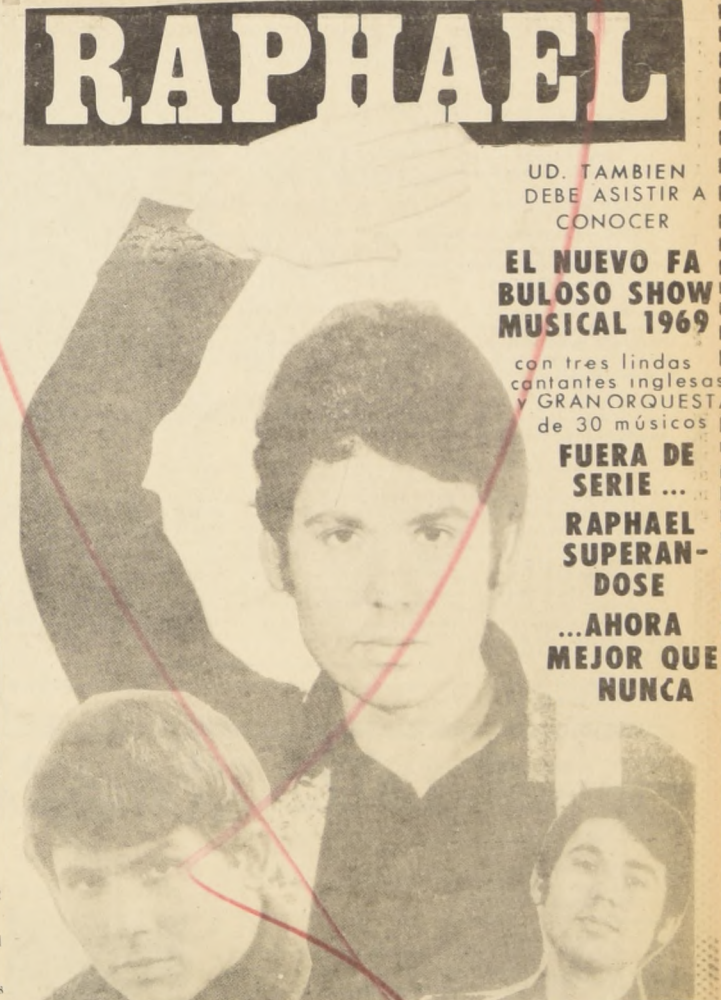 RAPHAEL
UD. TAMBIEN
DEBE ASISTIR A
CONOCER
EL NUEVO FA
BULOSO SHOW
MUSICAL 1969
con tres lindas
cantantes inglesas
y GRAN ORQUESTA
de 30 músicos
FUERA DE
SERIE ...
RAPHAEL
SUPERAN-
DOSE
...AHORA
MEJOR QUE
NUNCA